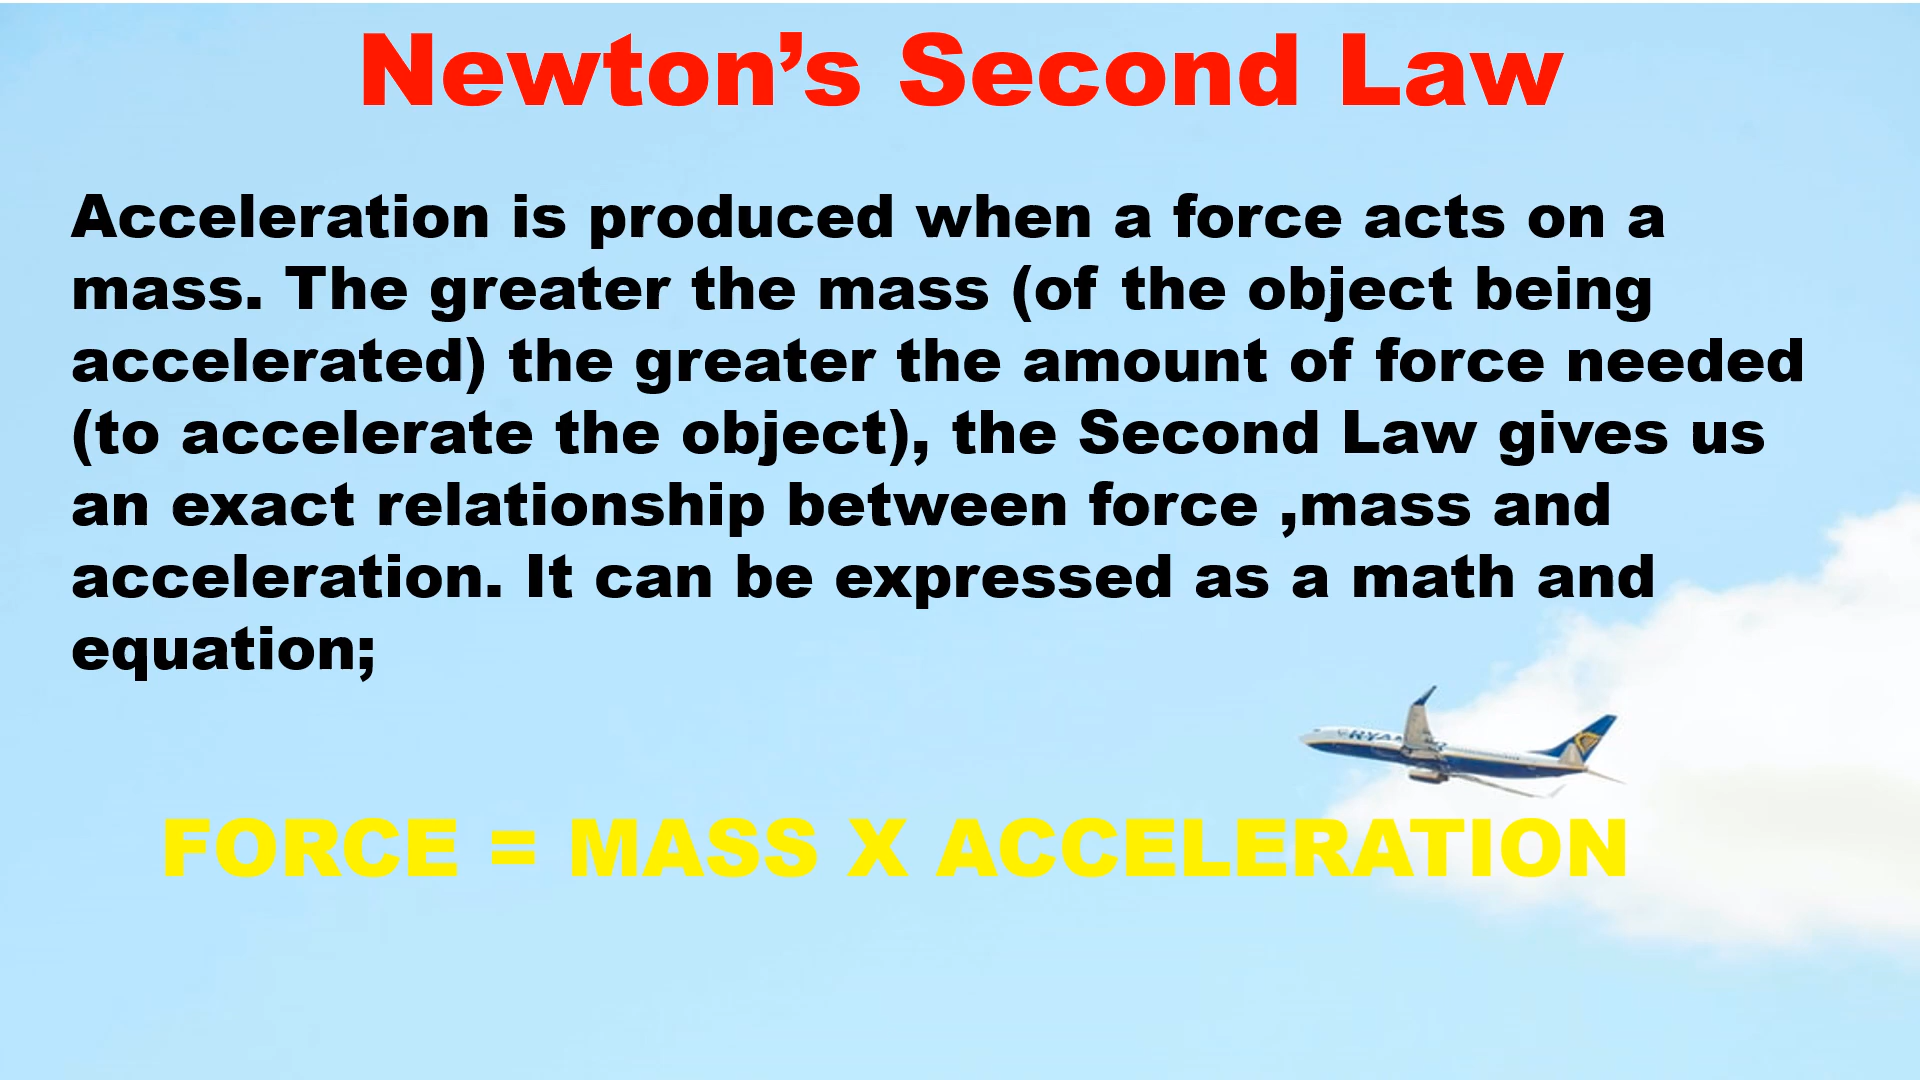 Newton’s Second Law
Acceleration is produced when a force acts on a
mass. The greater the mass (of the object being
accelerated) the greater the amount of force needed
(to accelerate the object), the Second Law gives us
an exact relationship between force ,mass and
acceleration. It can be expressed as a math and
equation;
FORCE = MASS X ACCELERATION